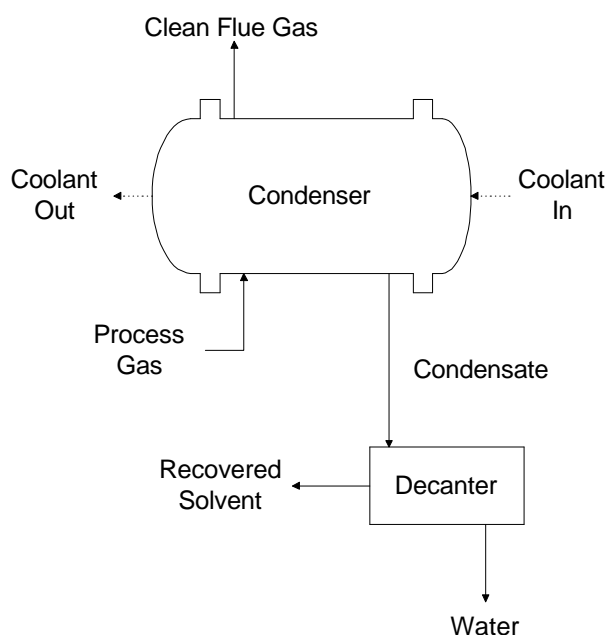 Clean Flue Gas
Coolant
Out
Condenser
Coolant
In
Process
Gas
Condensate
Recovered
Solvent
Decanter
Water